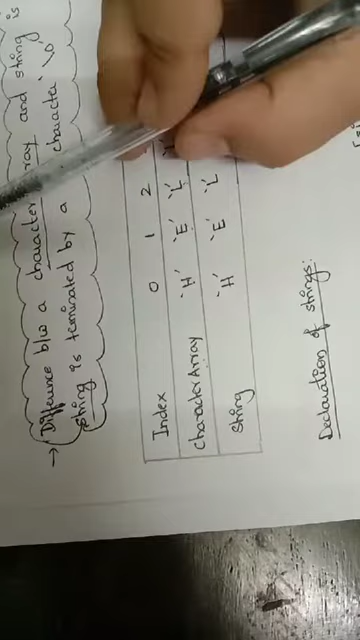 → Difference b/w a character array and string is
string is terminated by a character '\0'
Index 0 1 2
Character Array 'H' 'E' 'L'
String 'H' 'E' 'L'
Declaration of strings: